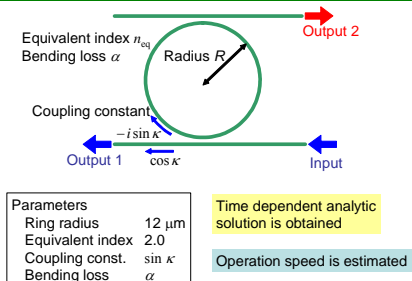 Output 2
Equivalent index n_eq
Bending loss α
Radius R
Coupling constant
−i sin κ
Output 1
cos κ
Input
Parameters
Ring radius 12 μm
Equivalent index 2.0
Coupling const. sin κ
Bending loss α
Time dependent analytic
solution is obtained
Operation speed is estimated